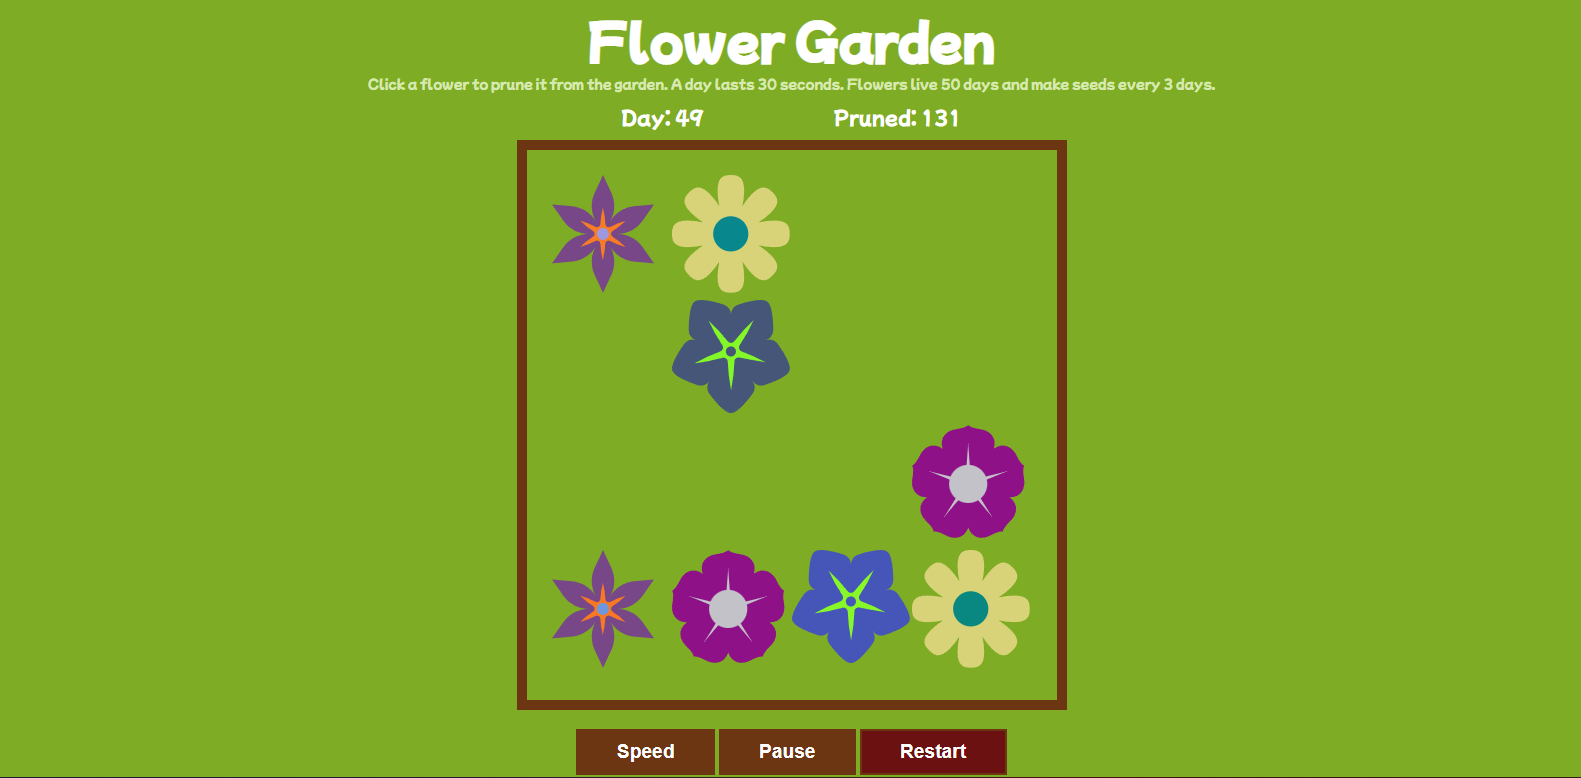 Flower Garden
Click a flower to prune it from the garden. A day lasts 30 seconds. Flowers live 50 days and make seeds every 3 days.
Day: 49 Pruned: 131
Speed Pause Restart